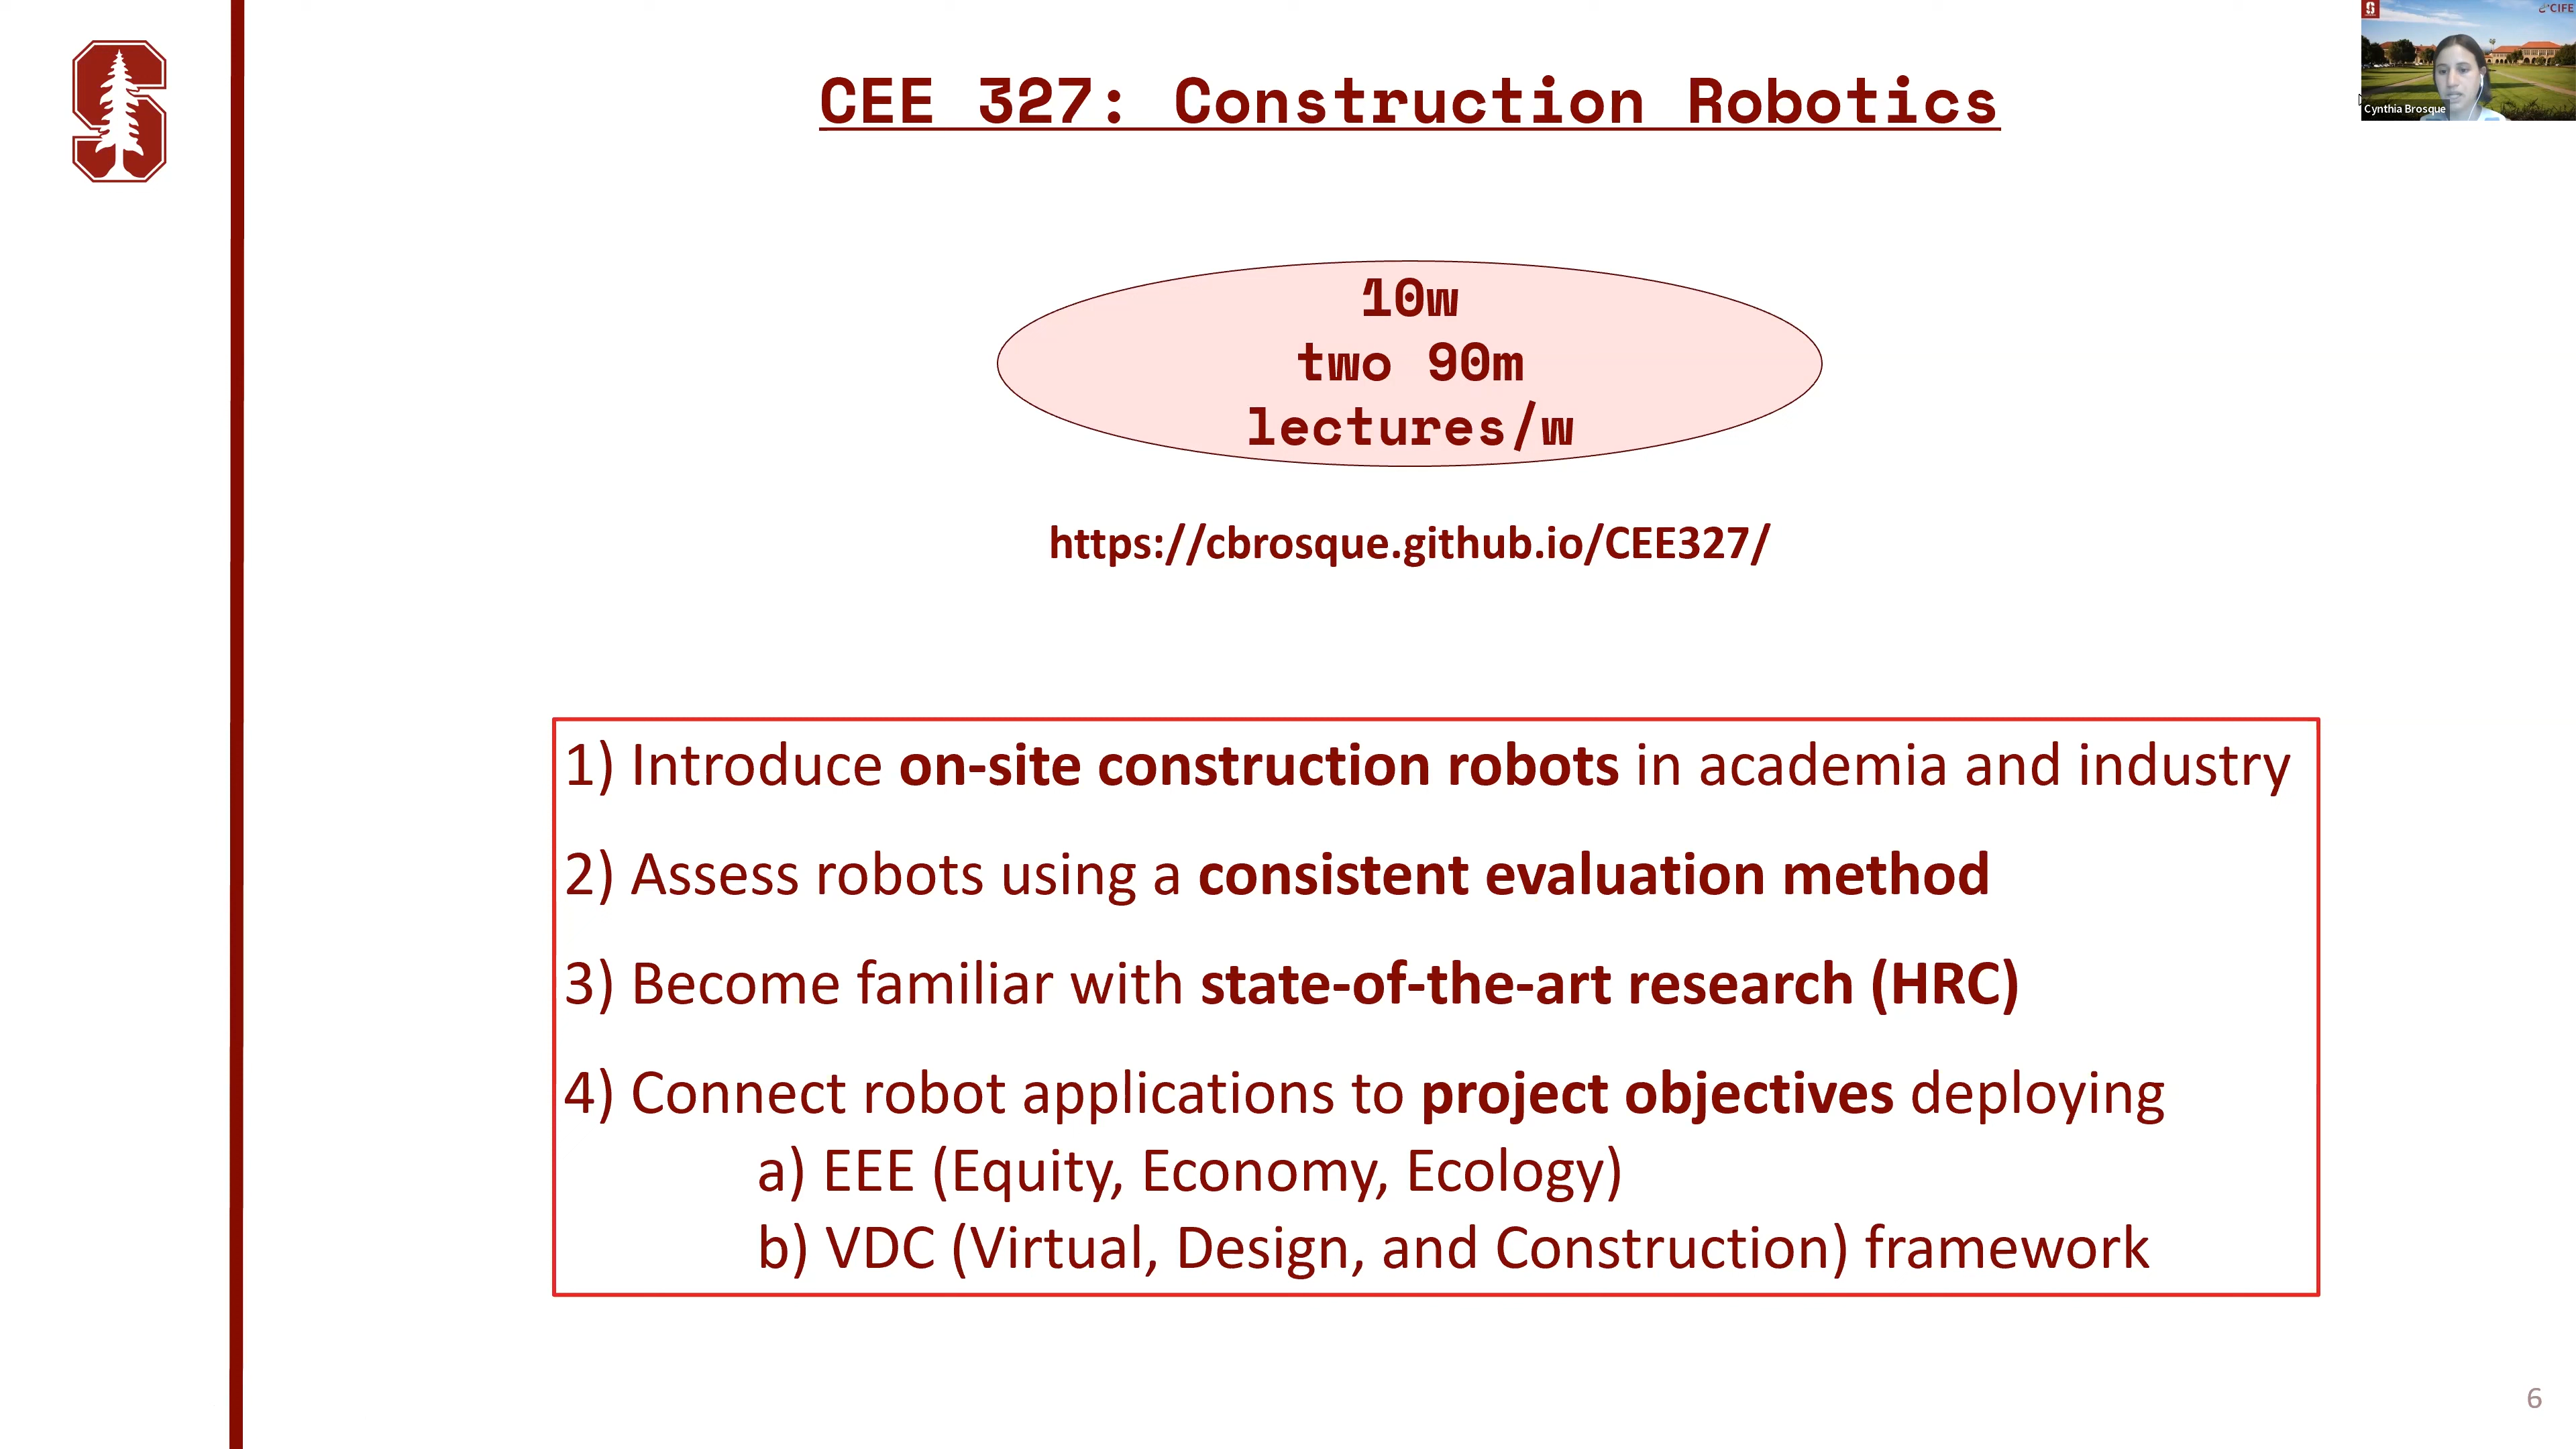 CIFE
Cynthia Brosque
CEE 327: Construction Robotics
10w
two 90m
lectures/w
https://cbrosque.github.io/CEE327/
1) Introduce on-site construction robots in academia and industry
2) Assess robots using a consistent evaluation method
3) Become familiar with state-of-the-art research (HRC)
4) Connect robot applications to project objectives deploying
a) EEE (Equity, Economy, Ecology)
b) VDC (Virtual, Design, and Construction) framework
6